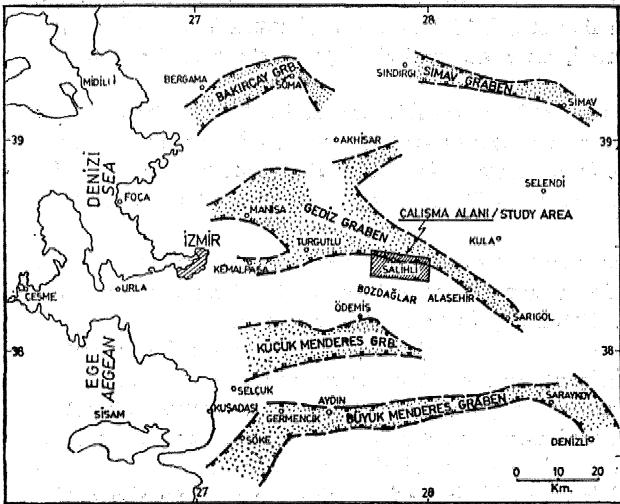 27 28
MİDİLLİ
BERGAMA
BAKIRÇAY GRB.
SOMA
SINDIRGI
SİMAV GRABEN
SİMAV
39 39
AKHİSAR
DENİZİ
SEA
FOÇA
SELENDİ
MANİSA
GEDİZ GRABEN
ÇALIŞMA ALANI/STUDY AREA
İZMİR
TURGUTLU
KULA
KEMALPAŞA
SALİHLİ
URLA
ÇEŞME
BOZDAĞLAR
ALAŞEHİR
SARIGÖL
ÖDEMİŞ
KÜÇÜK MENDERES GRB.
38 38
EGE
AEGEAN
SELÇUK
KUŞADASI
AYDIN
GERMENCİK
BÜYÜK MENDERES GRABEN
SARAYKÖY
SİSAM
SÖKE
DENİZLİ
0 10 20
Km.
27 28